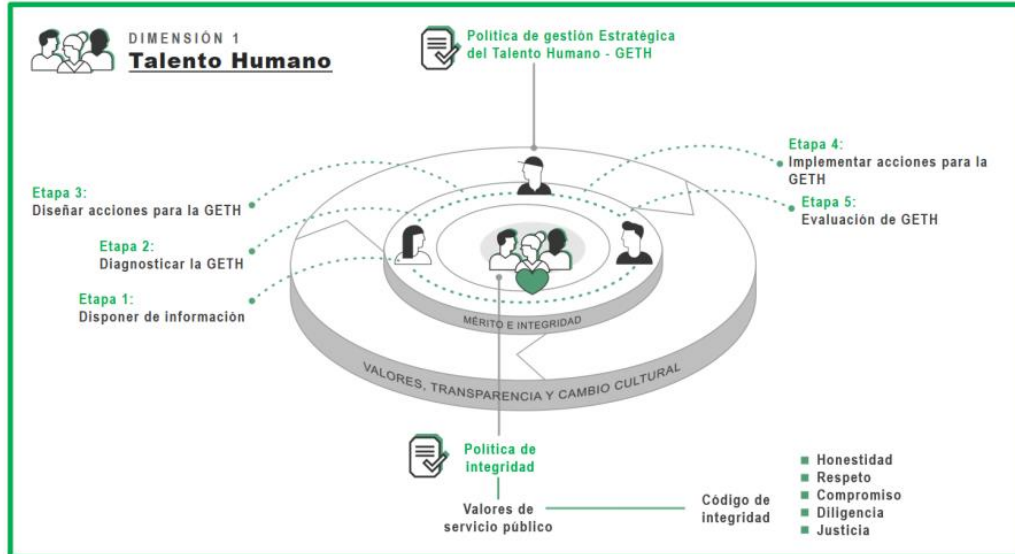 DIMENSIÓN 1
Talento Humano
Política de gestión Estratégica
del Talento Humano - GETH
Etapa 3:
Diseñar acciones para la GETH
Etapa 2:
Diagnosticar la GETH
Etapa 1:
Disponer de información
Etapa 4:
Implementar acciones para la
GETH
Etapa 5:
Evaluación de GETH
MÉRITO E INTEGRIDAD
VALORES, TRANSPARENCIA Y CAMBIO CULTURAL
Política de
integridad
Valores de
servicio público
Código de
integridad
Honestidad
Respeto
Compromiso
Diligencia
Justicia